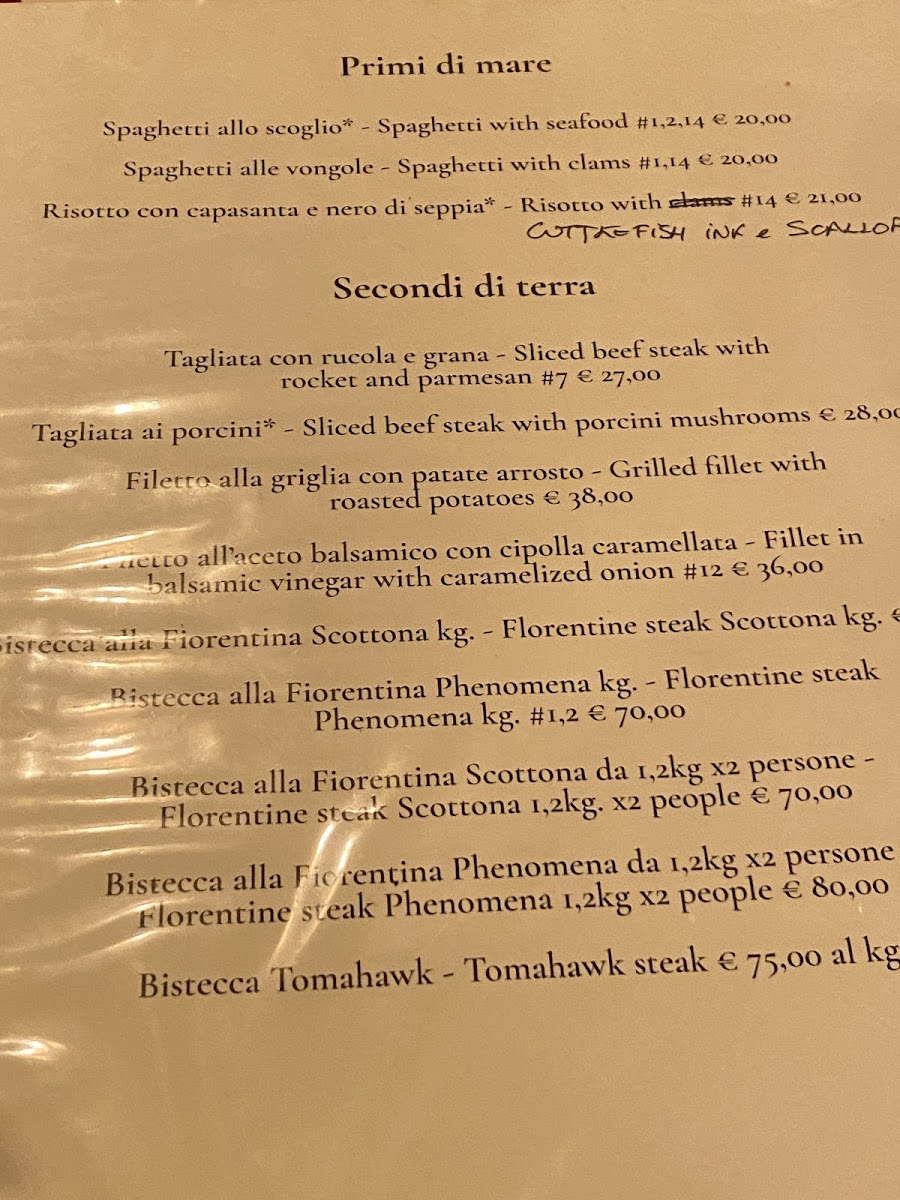 Primi di mare
Spaghetti allo scoglio* - Spaghetti with seafood #1,2,14 € 20,00
Spaghetti alle vongole - Spaghetti with clams #1,14 € 20,00
Risotto con capasanta e nero di seppia* - Risotto with clams #14 € 21,00
CUTTLEFISH INK e SCALLOP
Secondi di terra
Tagliata con rucola e grana - Sliced beef steak with
rocket and parmesan #7 € 27,00
Tagliata ai porcini* - Sliced beef steak with porcini mushrooms € 28,00
Filetto alla griglia con patate arrosto - Grilled fillet with
roasted potatoes € 38,00
Filetto all'aceto balsamico con cipolla caramellata - Fillet in
balsamic vinegar with caramelized onion #12 € 36,00
Bistecca alla Fiorentina Scottona kg. - Florentine steak Scottona kg. €
Bistecca alla Fiorentina Phenomena kg. - Florentine steak
Phenomena kg. #1,2 € 70,00
Bistecca alla Fiorentina Scottona da 1,2kg x2 persone -
Florentine steak Scottona 1,2kg. x2 people € 70,00
Bistecca alla Fiorentina Phenomena da 1,2kg x2 persone
Florentine steak Phenomena 1,2kg x2 people € 80,00
Bistecca Tomahawk - Tomahawk steak € 75,00 al kg